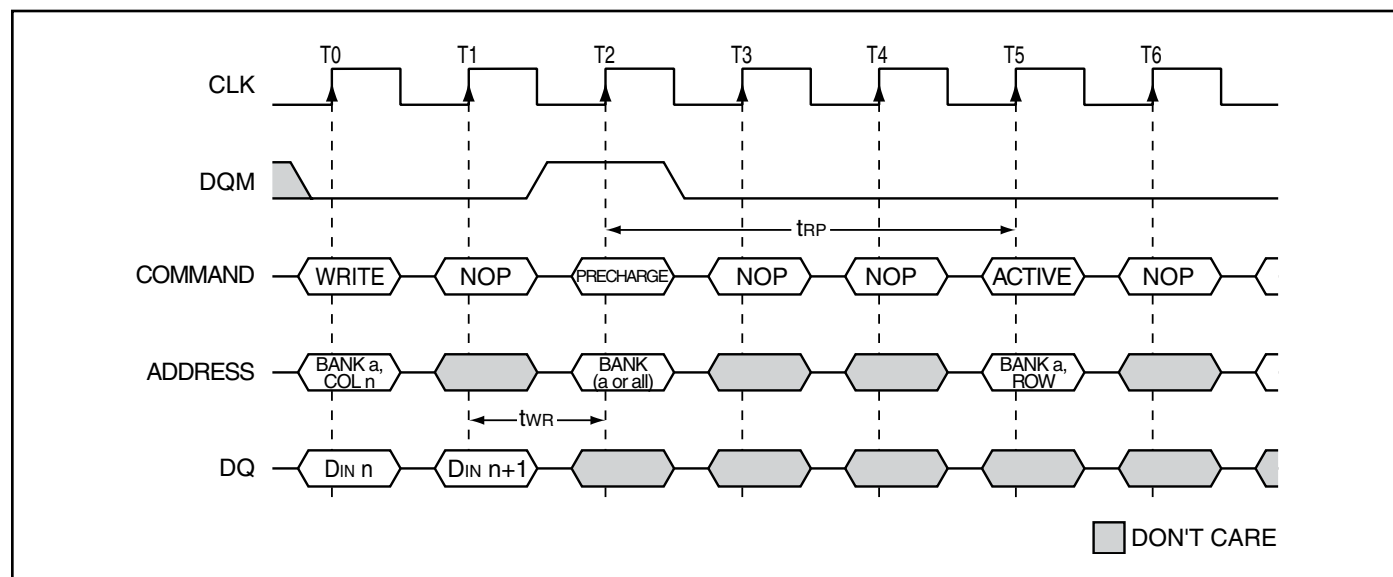 T0 T1 T2 T3 T4 T5 T6
CLK
DQM
tRP
COMMAND WRITE NOP PRECHARGE NOP NOP ACTIVE NOP
ADDRESS
BANK a,
COL n
BANK
(a or all)
BANK a,
ROW
tWR
DQ DIN n DIN n+1
DON'T CARE